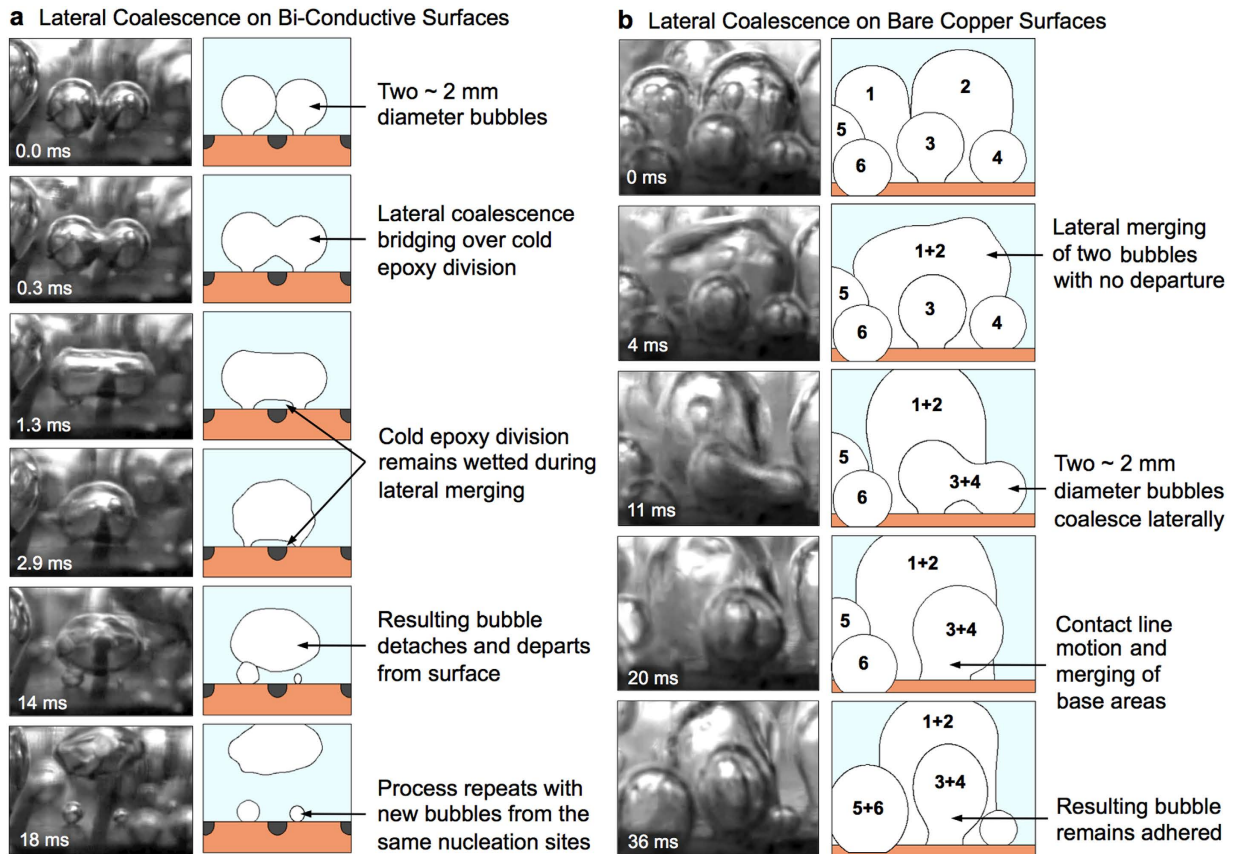 a Lateral Coalescence on Bi-Conductive Surfaces
0.0 ms
Two ~ 2 mm
diameter bubbles
0.3 ms
Lateral coalescence
bridging over cold
epoxy division
1.3 ms
Cold epoxy division
remains wetted during
lateral merging
2.9 ms
14 ms
Resulting bubble
detaches and departs
from surface
18 ms
Process repeats with
new bubbles from the
same nucleation sites
b Lateral Coalescence on Bare Copper Surfaces
0 ms
1
2
5
3
6
4
4 ms
1+2
5
3
6
4
Lateral merging
of two bubbles
with no departure
11 ms
1+2
5
6
3+4
Two ~ 2 mm
diameter bubbles
coalesce laterally
20 ms
1+2
5
3+4
6
Contact line
motion and
merging of
base areas
36 ms
1+2
3+4
5+6
Resulting bubble
remains adhered